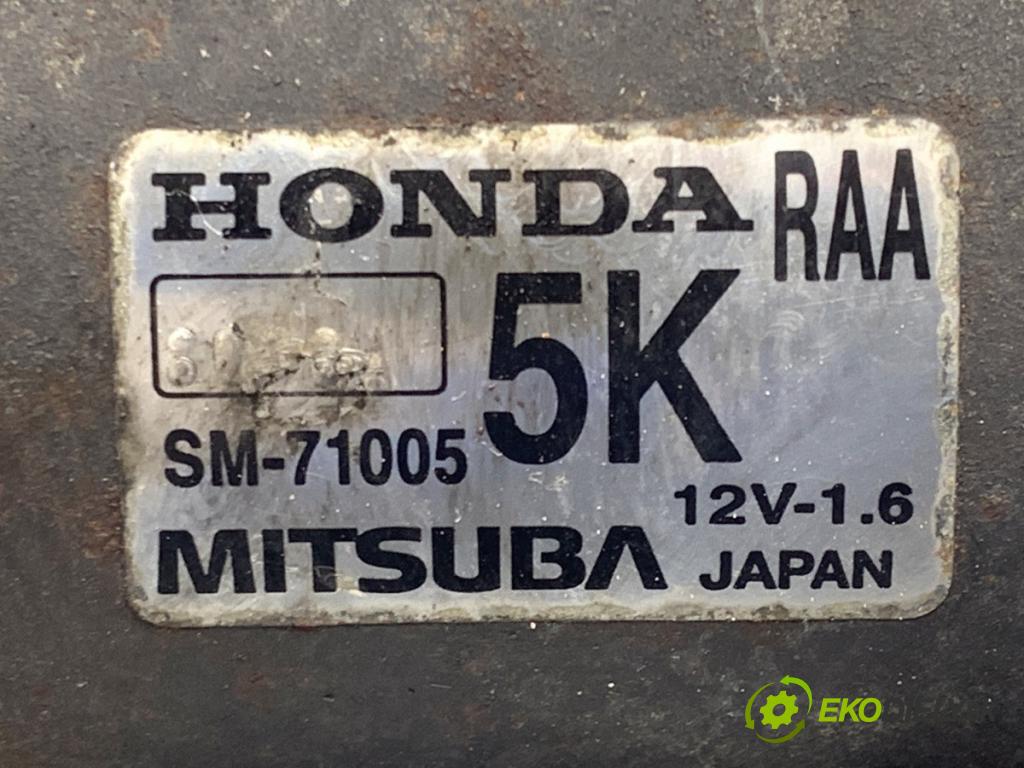 HONDA RAA
5K
SM-71005
12V-1.6
MITSUBA JAPAN
EKO